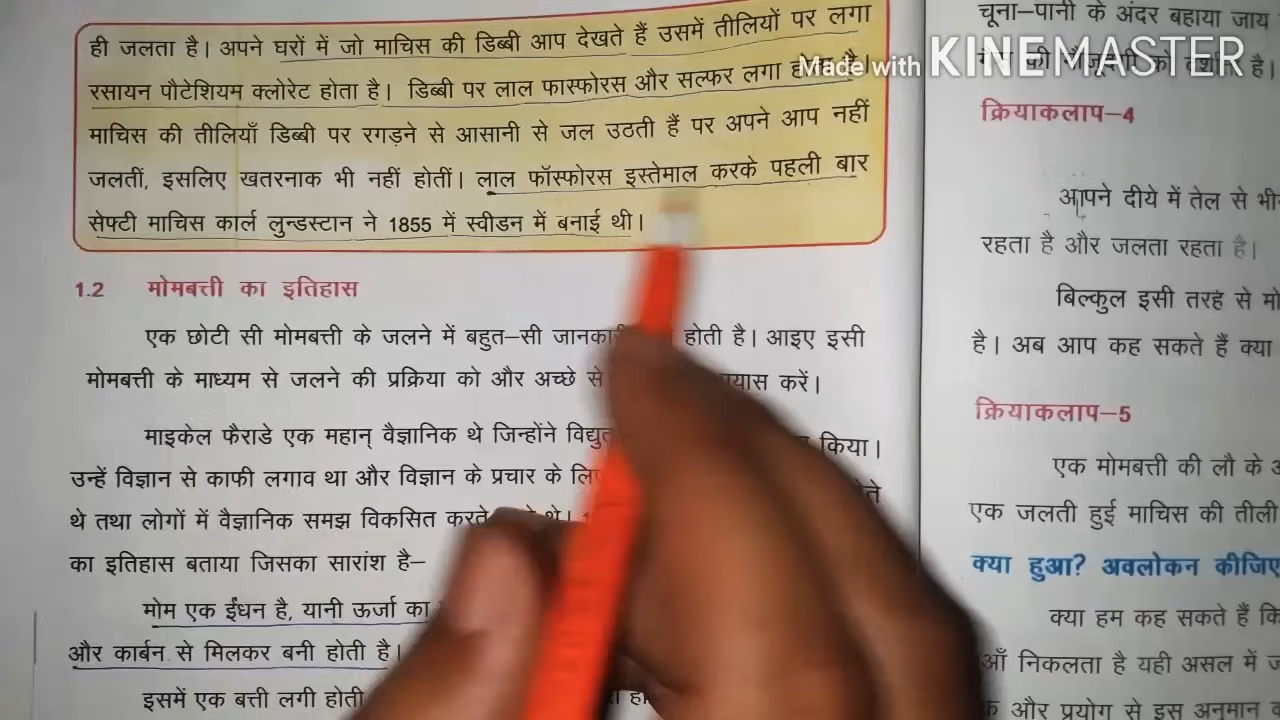 ही जलता है। अपने घरों में जो माचिस की डिब्बी आप देखते हैं उसमें तीलियों पर लगा
रसायन पौटेशियम क्लोरेट होता है। डिब्बी पर लाल फास्फोरस और सल्फर लगा होता है।
माचिस की तीलियाँ डिब्बी पर रगड़ने से आसानी से जल उठती हैं पर अपने आप नहीं
जलतीं, इसलिए खतरनाक भी नहीं होतीं। लाल फॉस्फोरस इस्तेमाल करके पहली बार
सेफ्टी माचिस कार्ल लुन्डस्टान ने 1855 में स्वीडन में बनाई थी।
1.2 मोमबत्ती का इतिहास
एक छोटी सी मोमबत्ती के जलने में बहुत–सी होती है। आइए इसी
मोमबत्ती के माध्यम से जलने की प्रक्रिया को और अच्छे से करें।
माइकेल फैराडे एक महान् वैज्ञानिक थे जिन्होंने किया।
उन्हें विज्ञान से काफी लगाव था और विज्ञान के प्रचार के
थे तथा लोगों में वैज्ञानिक समझ विकसित करते थे।
का इतिहास बताया जिसका सारांश है–
मोम एक ईंधन है, यानी ऊर्जा का
और कार्बन से मिलकर बनी होती है।
इसमें एक बत्ती लगी होती
Made with KINEMASTER
चूना–पानी के अंदर बहाया जाय
है।
क्रियाकलाप–4
आपने दीये में तेल से
रहता है और जलता रहता है।
बिल्कुल इसी तरह से
है। अब आप कह सकते हैं क्या
क्रियाकलाप–5
एक मोमबत्ती की लौ के
एक जलती हुई माचिस की तीली
क्या हुआ? अवलोकन कीजिए
क्या हम कह सकते हैं
निकलता है यही असल में
और प्रयोग से इस अनुमान